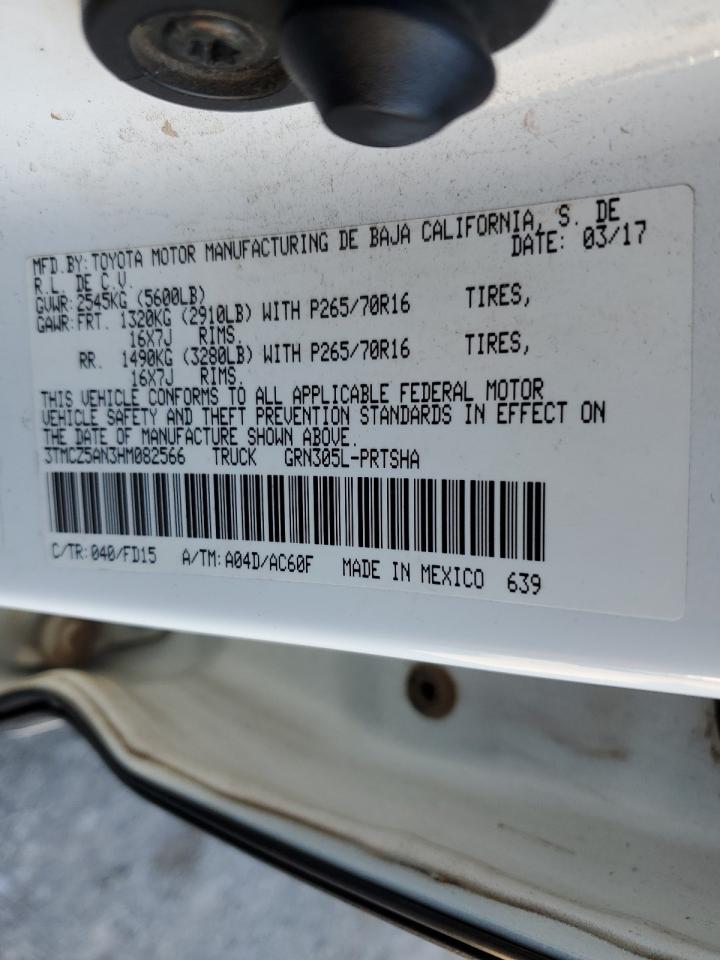 MFD.BY:TOYOTA MOTOR MANUFACTURING DE BAJA CALIFORNIA, S. DE
R.L. DE C.V. DATE: 03/17
GVWR:2545KG (5600LB)
GAWR:FRT. 1320KG (2910LB) WITH P265/70R16 TIRES,
16X7J RIMS.
RR. 1490KG (3280LB) WITH P265/70R16 TIRES,
16X7J RIMS.
THIS VEHICLE CONFORMS TO ALL APPLICABLE FEDERAL MOTOR
VEHICLE SAFETY AND THEFT PREVENTION STANDARDS IN EFFECT ON
THE DATE OF MANUFACTURE SHOWN ABOVE.
3TMCZ5AN3HM082566 TRUCK GRN305L-PRTSHA
C/TR:040/FD15 A/TM:A04D/AC60F MADE IN MEXICO 639